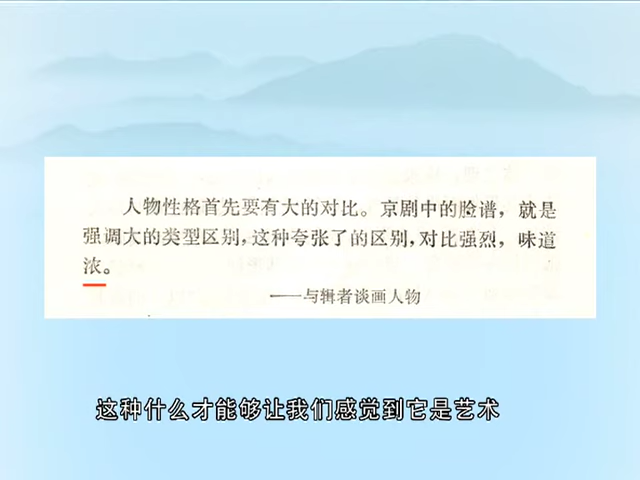 人物性格首先要有大的对比。京剧中的脸谱，就是
强调大的类型区别，这种夸张了的区别，对比强烈，味道
浓。
——与辑者谈画人物
这种什么才能够让我们感觉到它是艺术